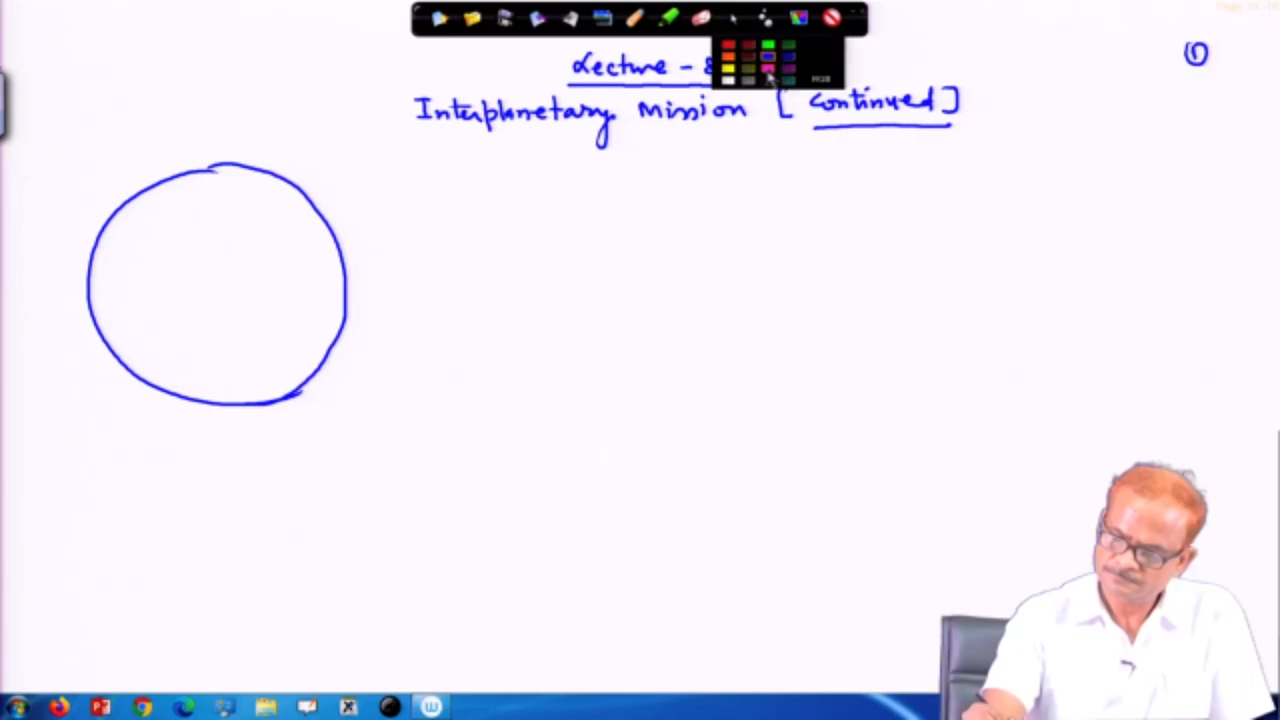 Lecture -
①
Interplanetary Mission [ Continued ]